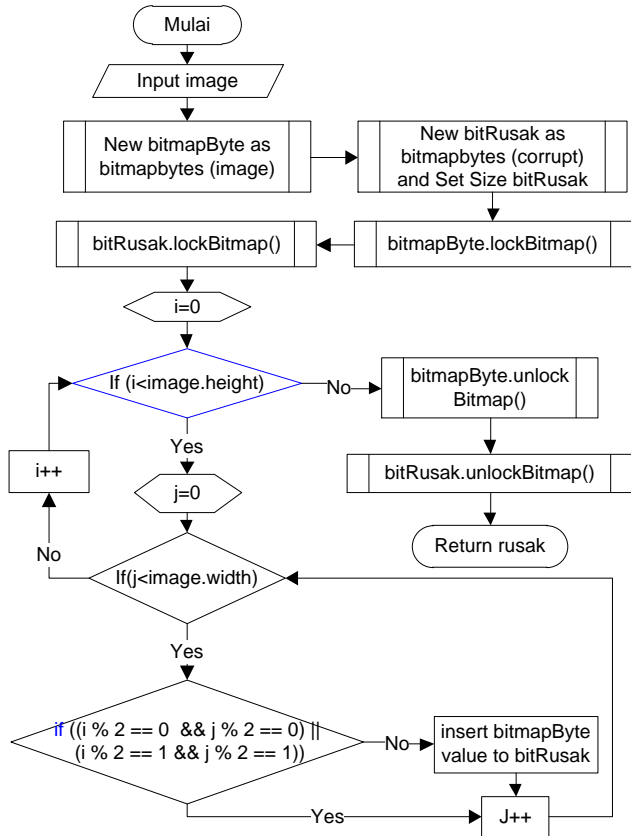 Mulai
Input image
New bitmapByte as
bitmapbytes (image)
New bitRusak as
bitmapbytes (corrupt)
and Set Size bitRusak
bitRusak.lockBitmap()
bitmapByte.lockBitmap()
i=0
If (i<image.height)
No
bitmapByte.unlock
Bitmap()
Yes
i++
bitRusak.unlockBitmap()
j=0
Return rusak
No
If(j<image.width)
Yes
if ((i % 2 == 0 && j % 2 == 0) ||
(i % 2 == 1 && j % 2 == 1))
No
insert bitmapByte
value to bitRusak
Yes
J++